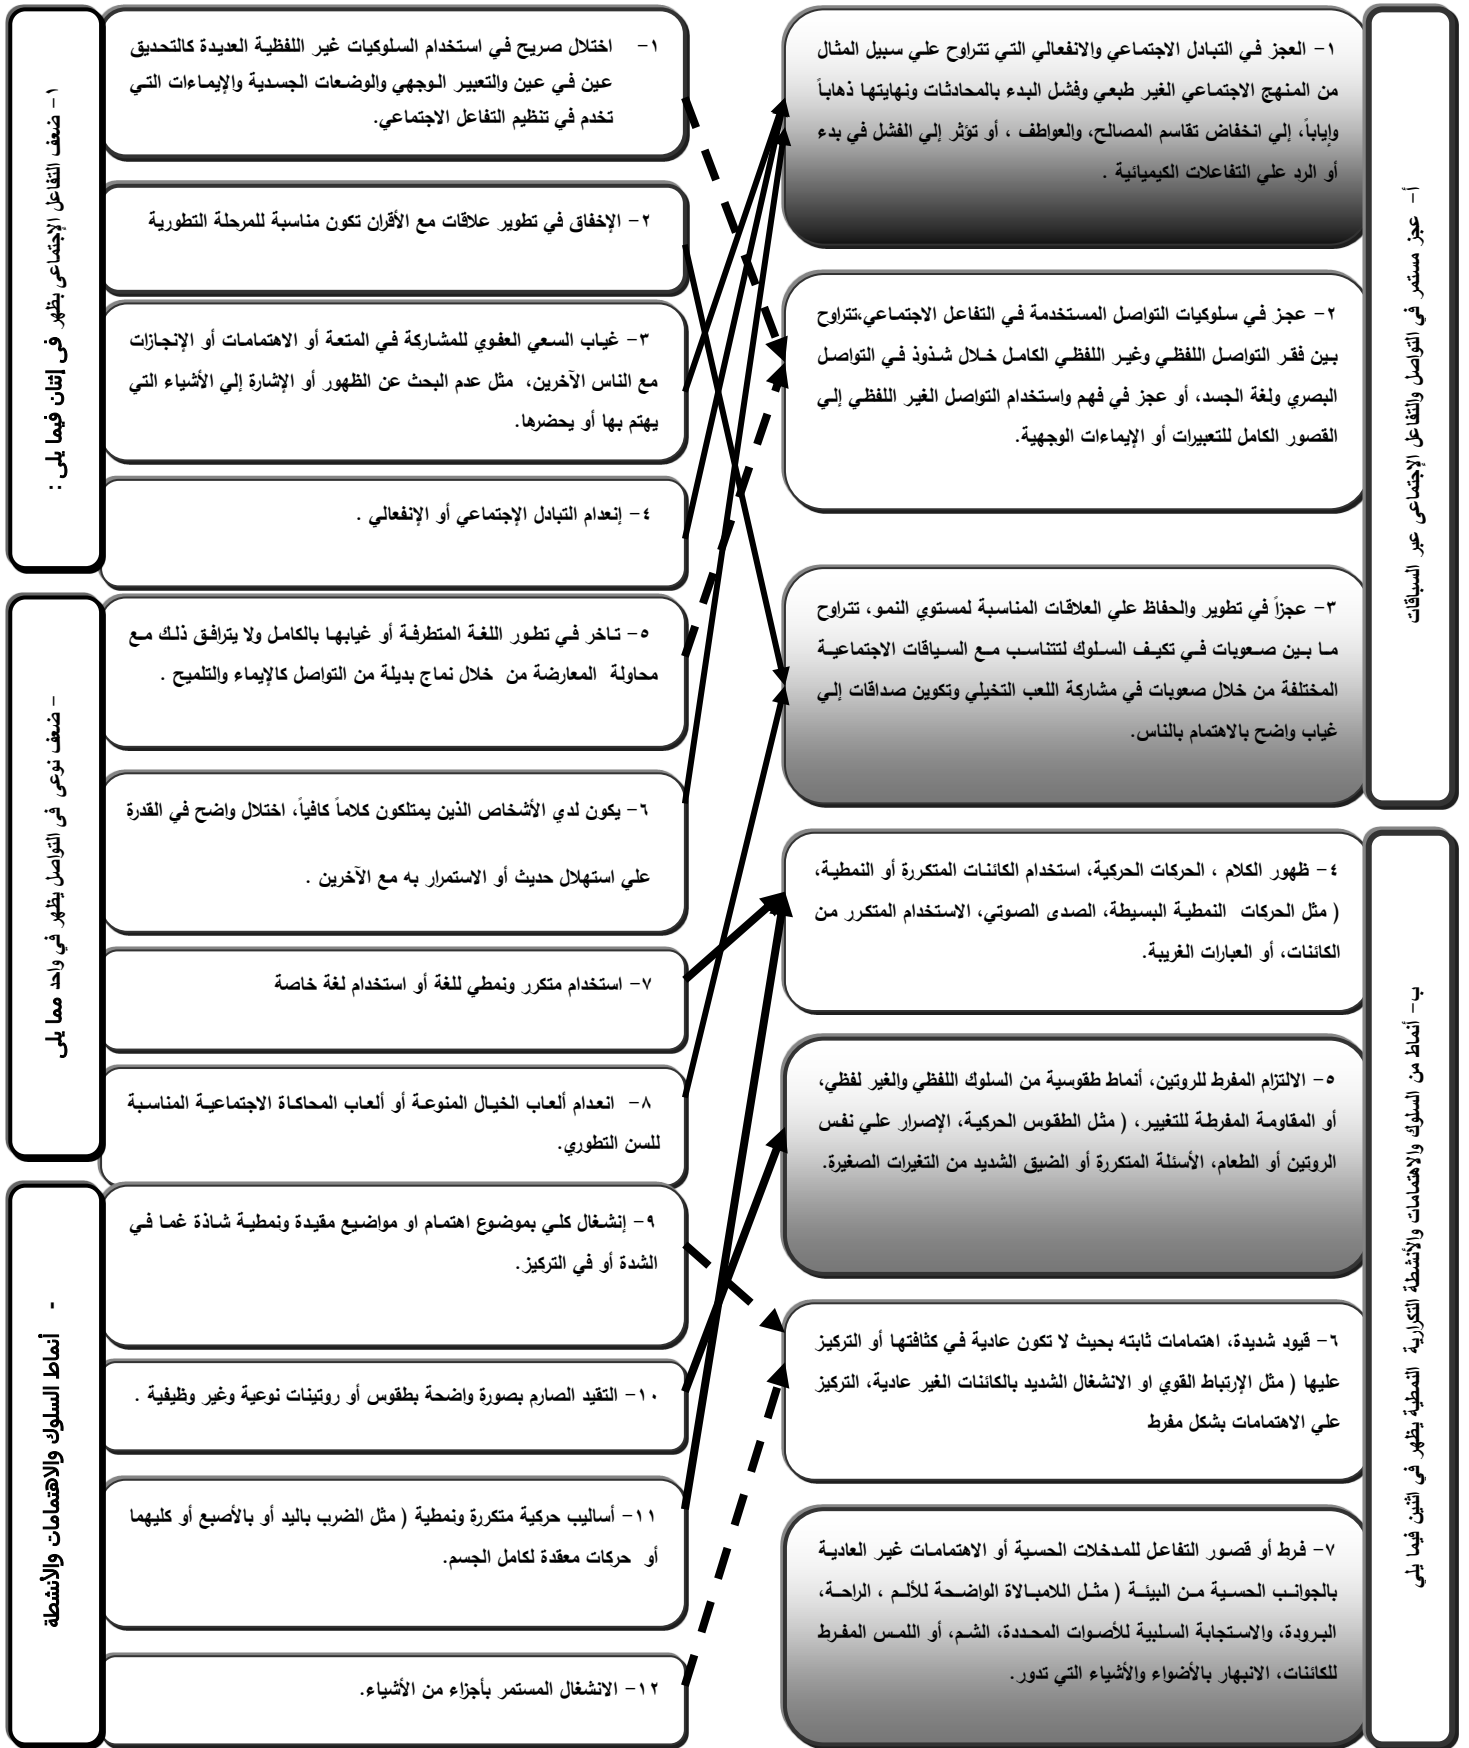 أ- عجز مستمر في التواصل والتفاعل الإجتماعى عبر السياقات
١- العجز في التبادل الاجتماعي والانفعالي التي تتراوح علي سبيل المثال
من المنهج الاجتماعي الغير طبعي وفشل البدء بالمحادثات ونهايتها ذهاباً
وإياباً، إلي انخفاض تقاسم المصالح، والعواطف ، أو تؤثر إلي الفشل في بدء
أو الرد علي التفاعلات الكيميائية .
٢- عجز في سلوكيات التواصل المستخدمة في التفاعل الاجتماعي،تتراوح
بين فقر التواصل اللفظي وغير اللفظي الكامل خلال شذوذ في التواصل
البصري ولغة الجسد، أو عجز في فهم واستخدام التواصل الغير اللفظي إلي
القصور الكامل للتعبيرات أو الإيماءات الوجهية.
٣- عجزاً في تطوير والحفاظ علي العلاقات المناسبة لمستوي النمو، تتراوح
ما بين صعوبات في تكيف السلوك لتتناسب مع السياقات الاجتماعية
المختلفة من خلال صعوبات في مشاركة اللعب التخيلي وتكوين صداقات إلي
غياب واضح بالاهتمام بالناس.
ب- أنماط من السلوك والاهتمامات والأنشطة التكرارية النمطية يظهر في اثنين فيما يلي
٤- ظهور الكلام ، الحركات الحركية، استخدام الكائنات المتكررة أو النمطية،
( مثل الحركات النمطية البسيطة، الصدى الصوتي، الاستخدام المتكرر من
الكائنات، أو العبارات الغريبة.
٥- الالتزام المفرط للروتين، أنماط طقوسية من السلوك اللفظي والغير لفظي،
أو المقاومة المفرطة للتغيير، ( مثل الطقوس الحركية، الإصرار علي نفس
الروتين أو الطعام، الأسئلة المتكررة أو الضيق الشديد من التغيرات الصغيرة.
٦- قيود شديدة، اهتمامات ثابته بحيث لا تكون عادية في كثافتها أو التركيز
عليها ( مثل الإرتباط القوي او الانشغال الشديد بالكائنات الغير عادية، التركيز
علي الاهتمامات بشكل مفرط
٧- فرط أو قصور التفاعل للمدخلات الحسية أو الاهتمامات غير العادية
بالجوانب الحسية من البيئة ( مثل اللامبالاة الواضحة للألم ، الراحة،
البرودة، والاستجابة السلبية للأصوات المحددة، الشم، أو اللمس المفرط
للكائنات، الانبهار بالأضواء والأشياء التي تدور.
١- ضعف التفاعل الإجتماعى يظهر فى إثنان فيما يلى :
١- اختلال صريح في استخدام السلوكيات غير اللفظية العديدة كالتحديق
عين في عين والتعبير الوجهي والوضعات الجسدية والإيماءات التي
تخدم في تنظيم التفاعل الاجتماعي.
٢- الإخفاق في تطوير علاقات مع الأقران تكون مناسبة للمرحلة التطورية
٣- غياب السعي العفوي للمشاركة في المتعة أو الاهتمامات أو الإنجازات
مع الناس الآخرين، مثل عدم البحث عن الظهور أو الإشارة إلي الأشياء التي
يهتم بها أو يحضرها.
٤- إنعدام التبادل الإجتماعي أو الإنفعالي .
- ضعف نوعى فى التواصل يظهر في واحد مما يلى
٥- تاخر في تطور اللغة المتطرفة أو غيابها بالكامل ولا يترافق ذلك مع
محاولة المعارضة من خلال نماج بديلة من التواصل كالإيماء والتلميح .
٦- يكون لدي الأشخاص الذين يمتلكون كلاماً كافياً، اختلال واضح في القدرة
علي استهلال حديث أو الاستمرار به مع الآخرين .
٧- استخدام متكرر ونمطي للغة أو استخدام لغة خاصة
٨- انعدام ألعاب الخيال المنوعة أو ألعاب المحاكاة الاجتماعية المناسبة
للسن التطوري.
- أنماط السلوك والاهتمامات والأنشطة
٩- إنشغال كلي بموضوع اهتمام او مواضيع مقيدة ونمطية شاذة غما في
الشدة أو في التركيز.
١٠- التقيد الصارم بصورة واضحة بطقوس أو روتينات نوعية وغير وظيفية .
١١- أساليب حركية متكررة ونمطية ( مثل الضرب باليد أو بالأصبع أو كليهما
أو حركات معقدة لكامل الجسم.
١٢- الانشغال المستمر بأجزاء من الأشياء.